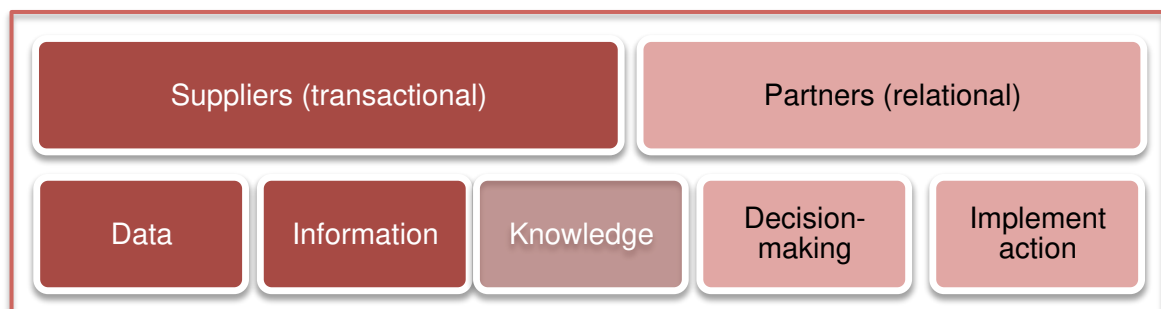 Suppliers (transactional)
Partners (relational)
Data
Information
Knowledge
Decision-
making
Implement
action